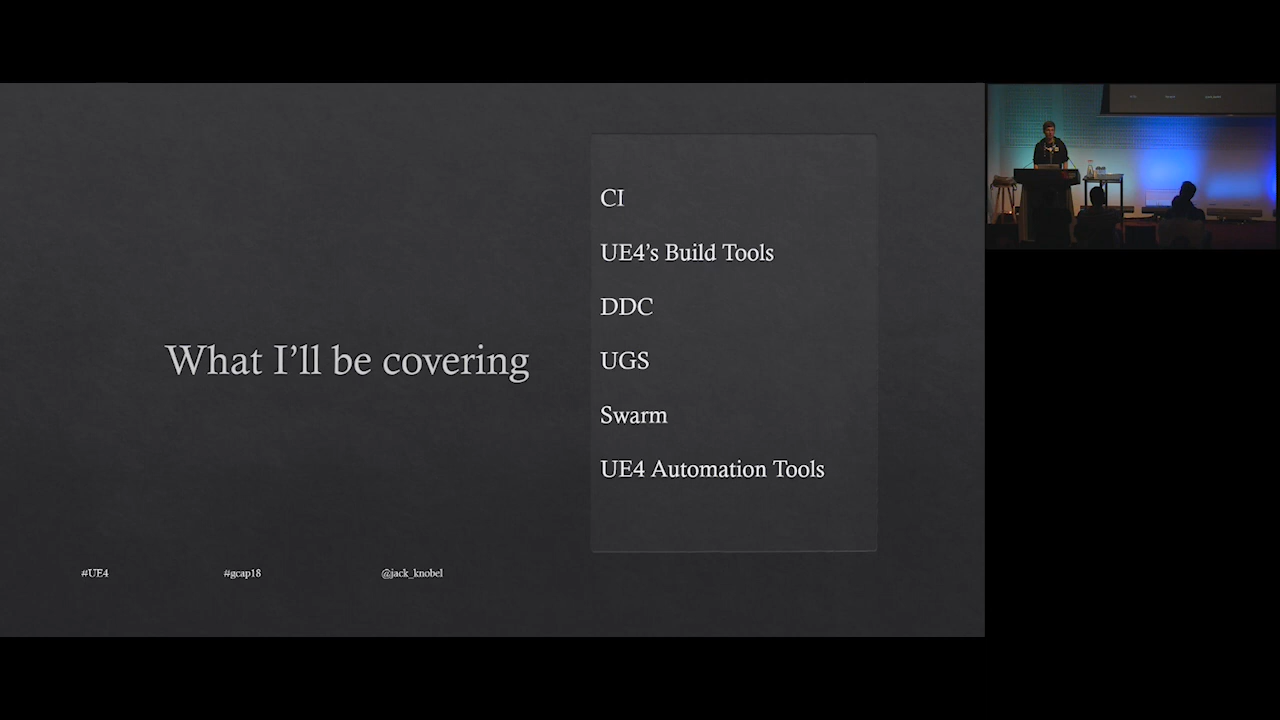 What I'll be covering
CI
UE4's Build Tools
DDC
UGS
Swarm
UE4 Automation Tools
#UE4
#gcap18
@jack_knobel